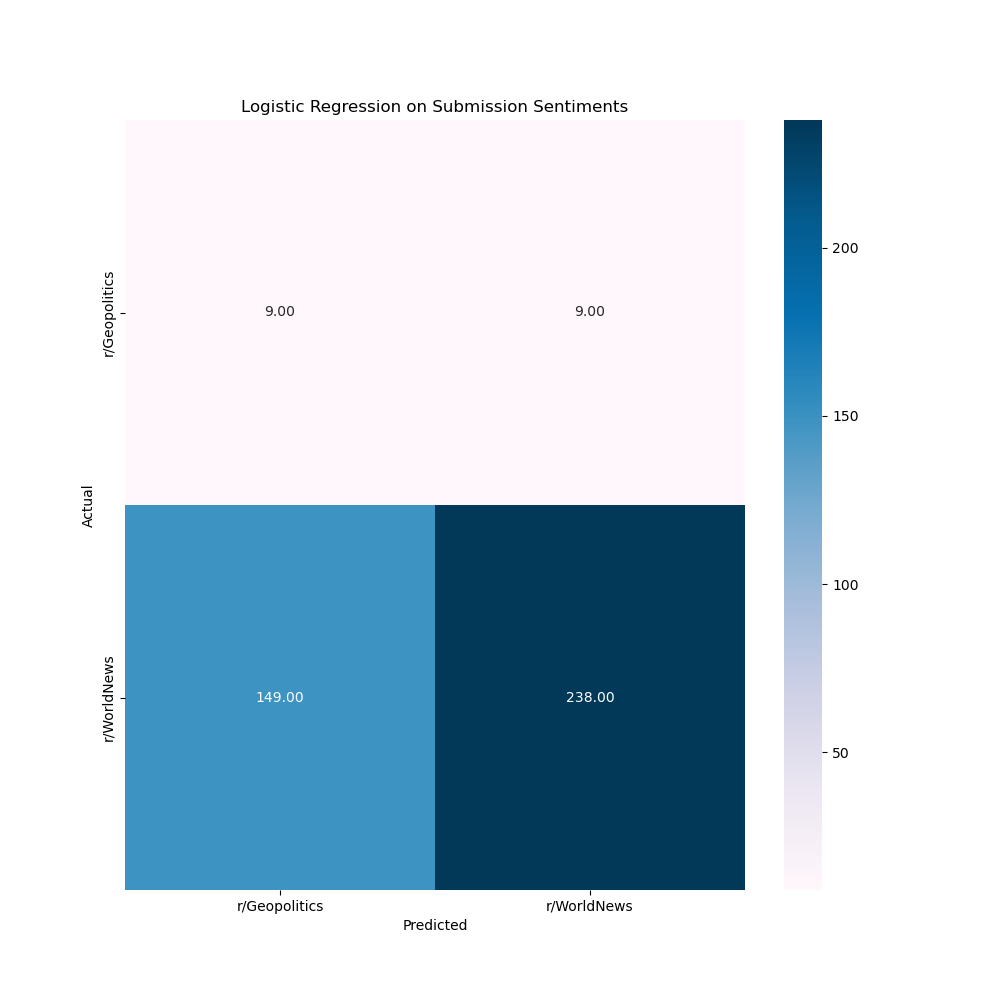 Logistic Regression on Submission Sentiments
r/Geopolitics
r/WorldNews
Actual
9.00
9.00
149.00
238.00
r/Geopolitics
r/WorldNews
Predicted
200
150
100
50